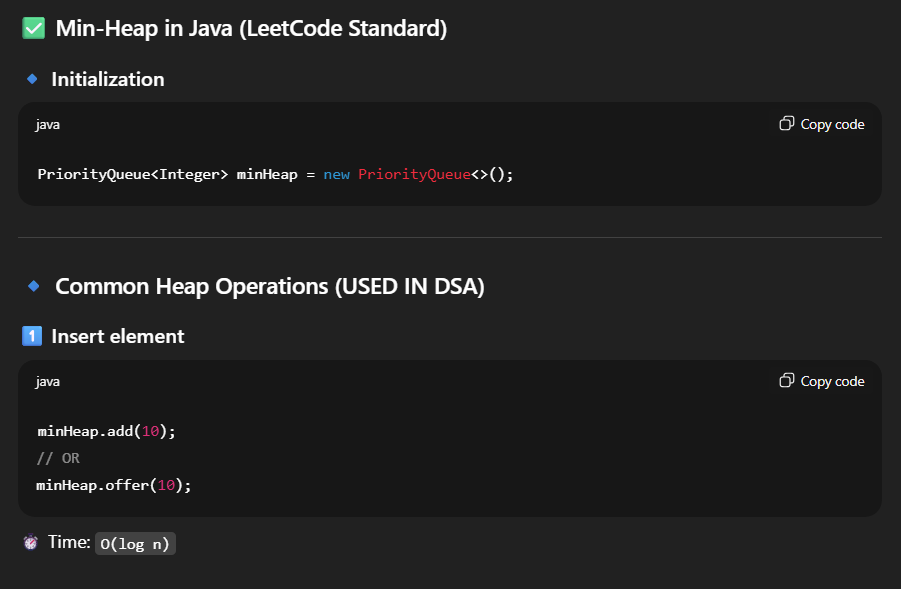 ✅ Min-Heap in Java (LeetCode Standard)
🔹 Initialization
java Copy code
PriorityQueue<Integer> minHeap = new PriorityQueue<>();
🔹 Common Heap Operations (USED IN DSA)
1️⃣ Insert element
java Copy code
minHeap.add(10);
// OR
minHeap.offer(10);
⏱ Time: O(log n)